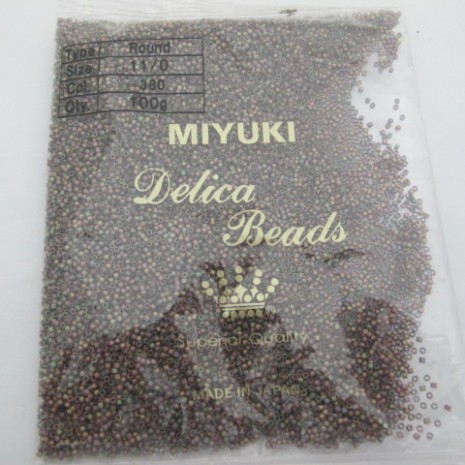 Type Round
Size 11/0
Col. 380
Qty. 100g
MIYUKI
Delica
Beads
Superior Quality
MADE IN JAPAN